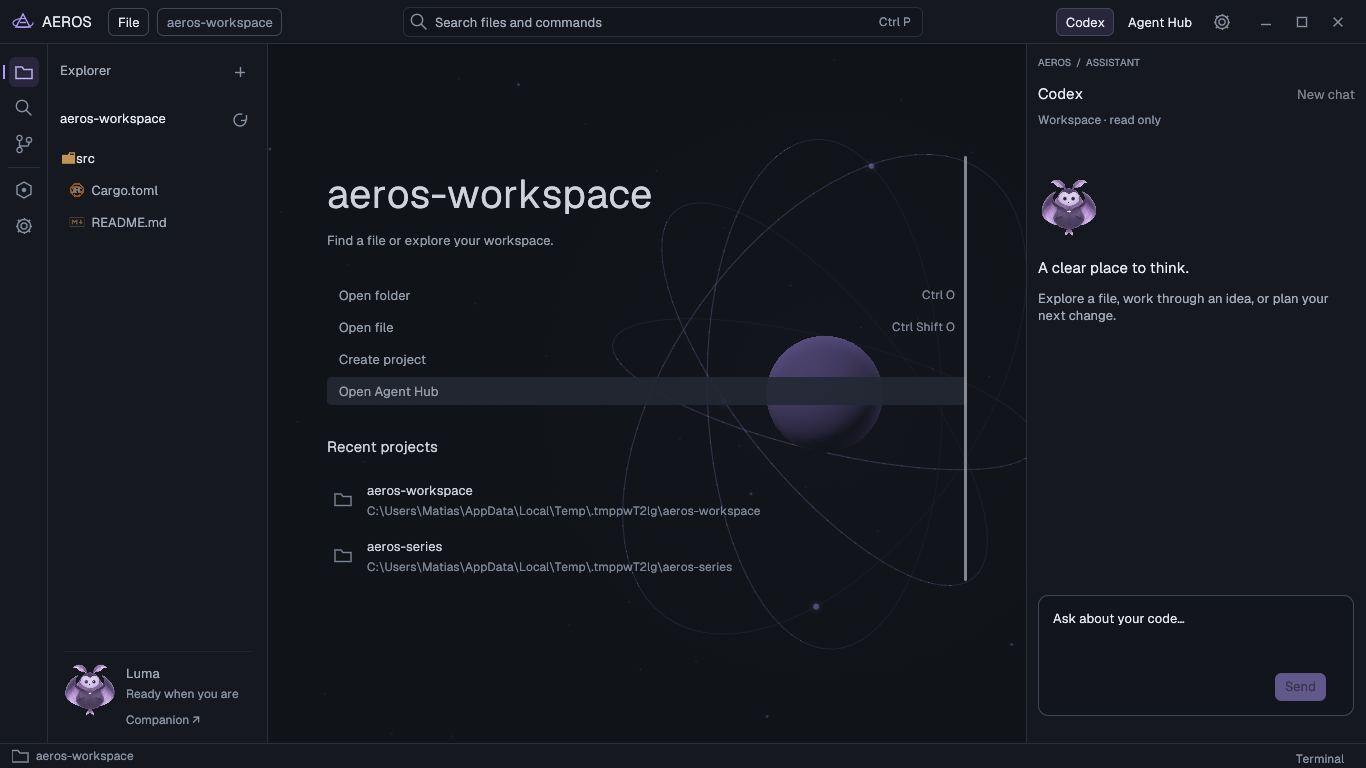 AEROS File aeros-workspace Search files and commands Ctrl P Codex Agent Hub
Explorer
aeros-workspace
src
Cargo.toml
README.md
Luma
Ready when you are
Companion ↗
aeros-workspace
Find a file or explore your workspace.
Open folder Ctrl O
Open file Ctrl Shift O
Create project
Open Agent Hub
Recent projects
aeros-workspace
C:\Users\Matias\AppData\Local\Temp\.tmppwT2lg\aeros-workspace
aeros-series
C:\Users\Matias\AppData\Local\Temp\.tmppwT2lg\aeros-series
AEROS / ASSISTANT
Codex New chat
Workspace · read only
A clear place to think.
Explore a file, work through an idea, or plan your
next change.
Ask about your code…
Send
aeros-workspace Terminal